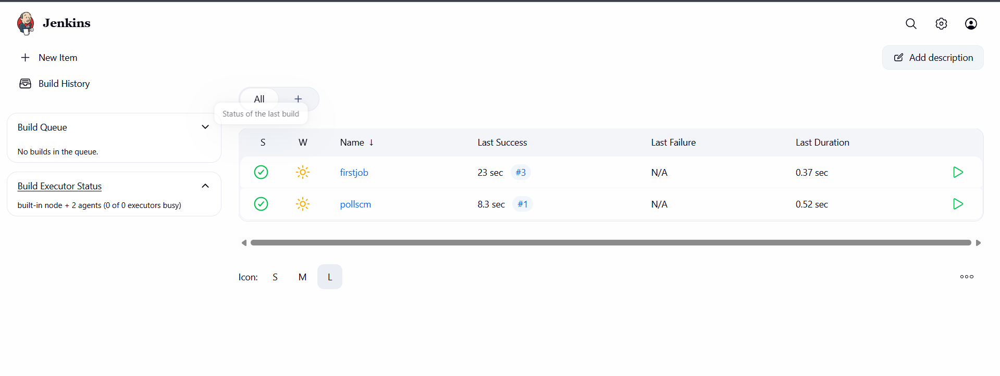 Jenkins
New Item
Add description
Build History
All +
Status of the last build
Build Queue
No builds in the queue.
Build Executor Status
built-in node + 2 agents (0 of 0 executors busy)
S W Name ↓ Last Success Last Failure Last Duration
firstjob 23 sec #3 N/A 0.37 sec
pollscm 8.3 sec #1 N/A 0.52 sec
Icon: S M L